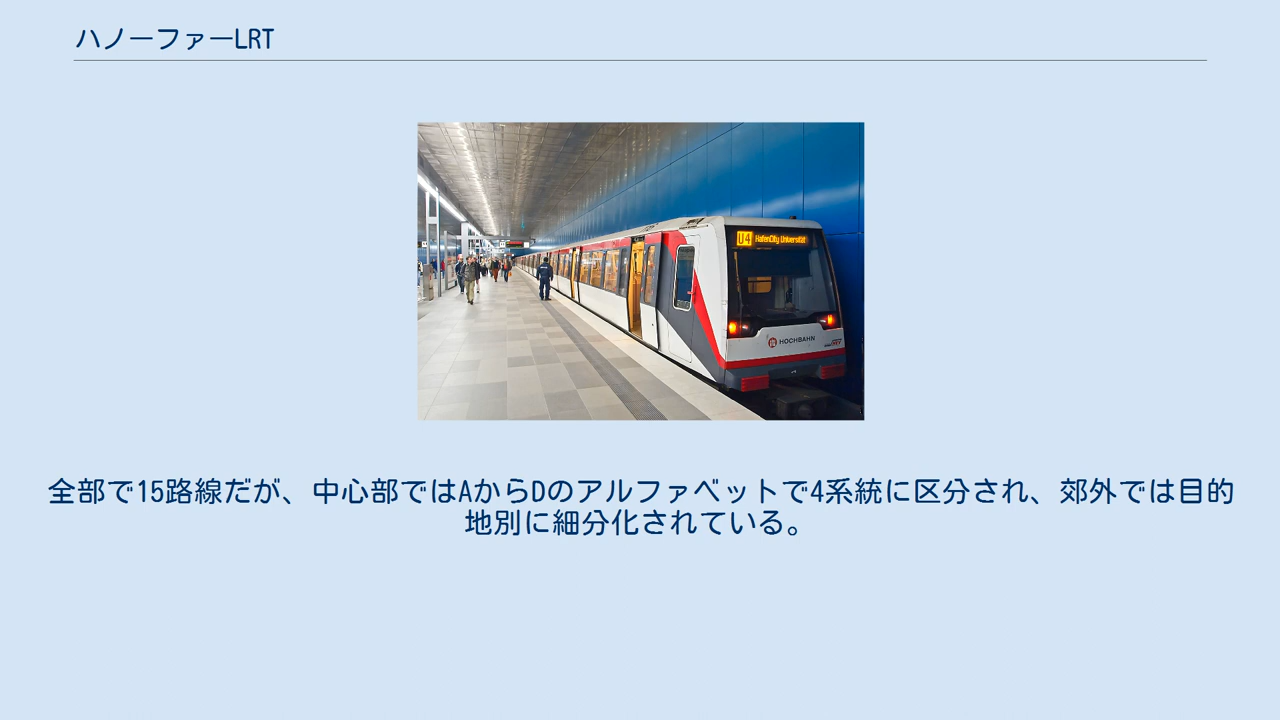 ハノーファーLRT
U4 HafenCity Universität
HOCHBAHN
全部で15路線だが、中心部ではAからDのアルファベットで4系統に区分され、郊外では目的
地別に細分化されている。